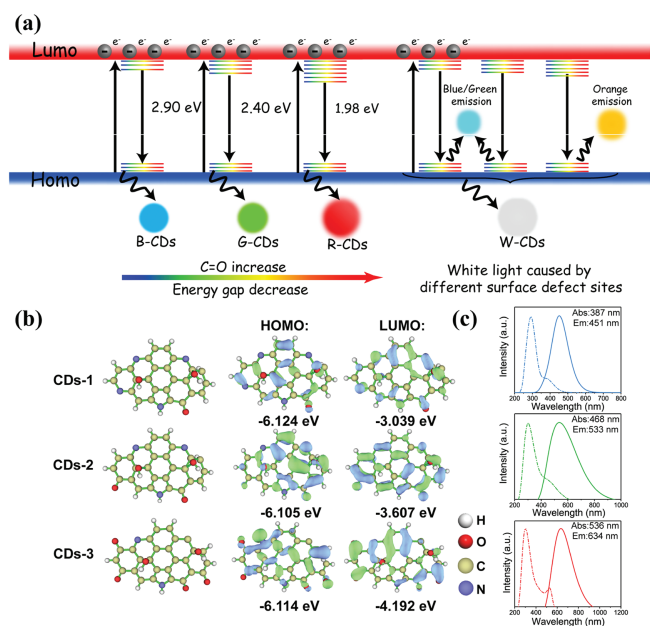 (a)
e- e- e- e- e- e- e- e- e- e- e- e-
Lumo
Blue/Green
emission
Orange
emission
2.90 eV
2.40 eV
1.98 eV
Homo
B-CDs
G-CDs
R-CDs
W-CDs
C=O increase
Energy gap decrease
White light caused by
different surface defect sites
(b)
HOMO:
LUMO:
CDs-1
-6.124 eV
-3.039 eV
CDs-2
-6.105 eV
-3.607 eV
CDs-3
-6.114 eV
-4.192 eV
H
O
C
N
(c)
Abs:387 nm
Em:451 nm
Intensity (a.u.)
200 300 400 500 600 700 800
Wavelength (nm)
Abs:468 nm
Em:533 nm
Intensity (a.u.)
200 400 600 800 1000
Wavelength (nm)
Abs:536 nm
Em:634 nm
Intensity (a.u.)
200 400 600 800 1000 1200
Wavelength (nm)